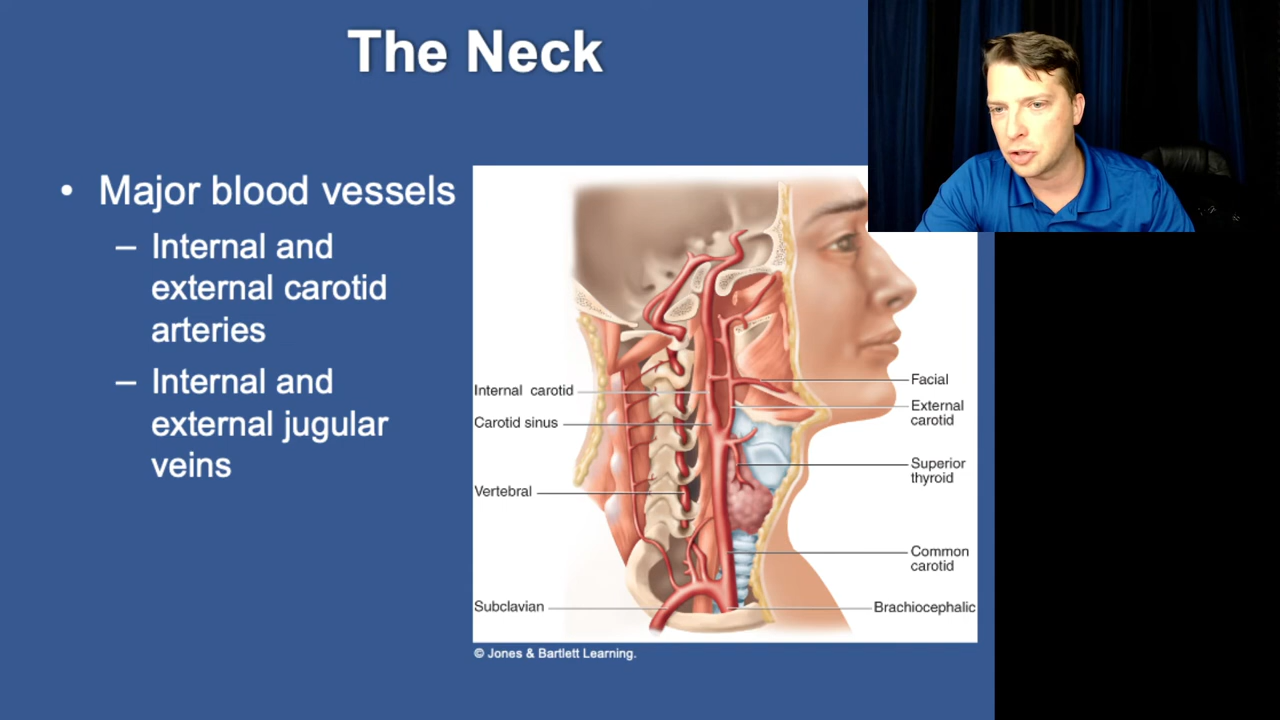 The Neck
• Major blood vessels
– Internal and
external carotid
arteries
– Internal and
external jugular
veins
Internal carotid
Carotid sinus
Vertebral
Subclavian
Facial
External
carotid
Superior
thyroid
Common
carotid
Brachiocephalic
© Jones & Bartlett Learning.